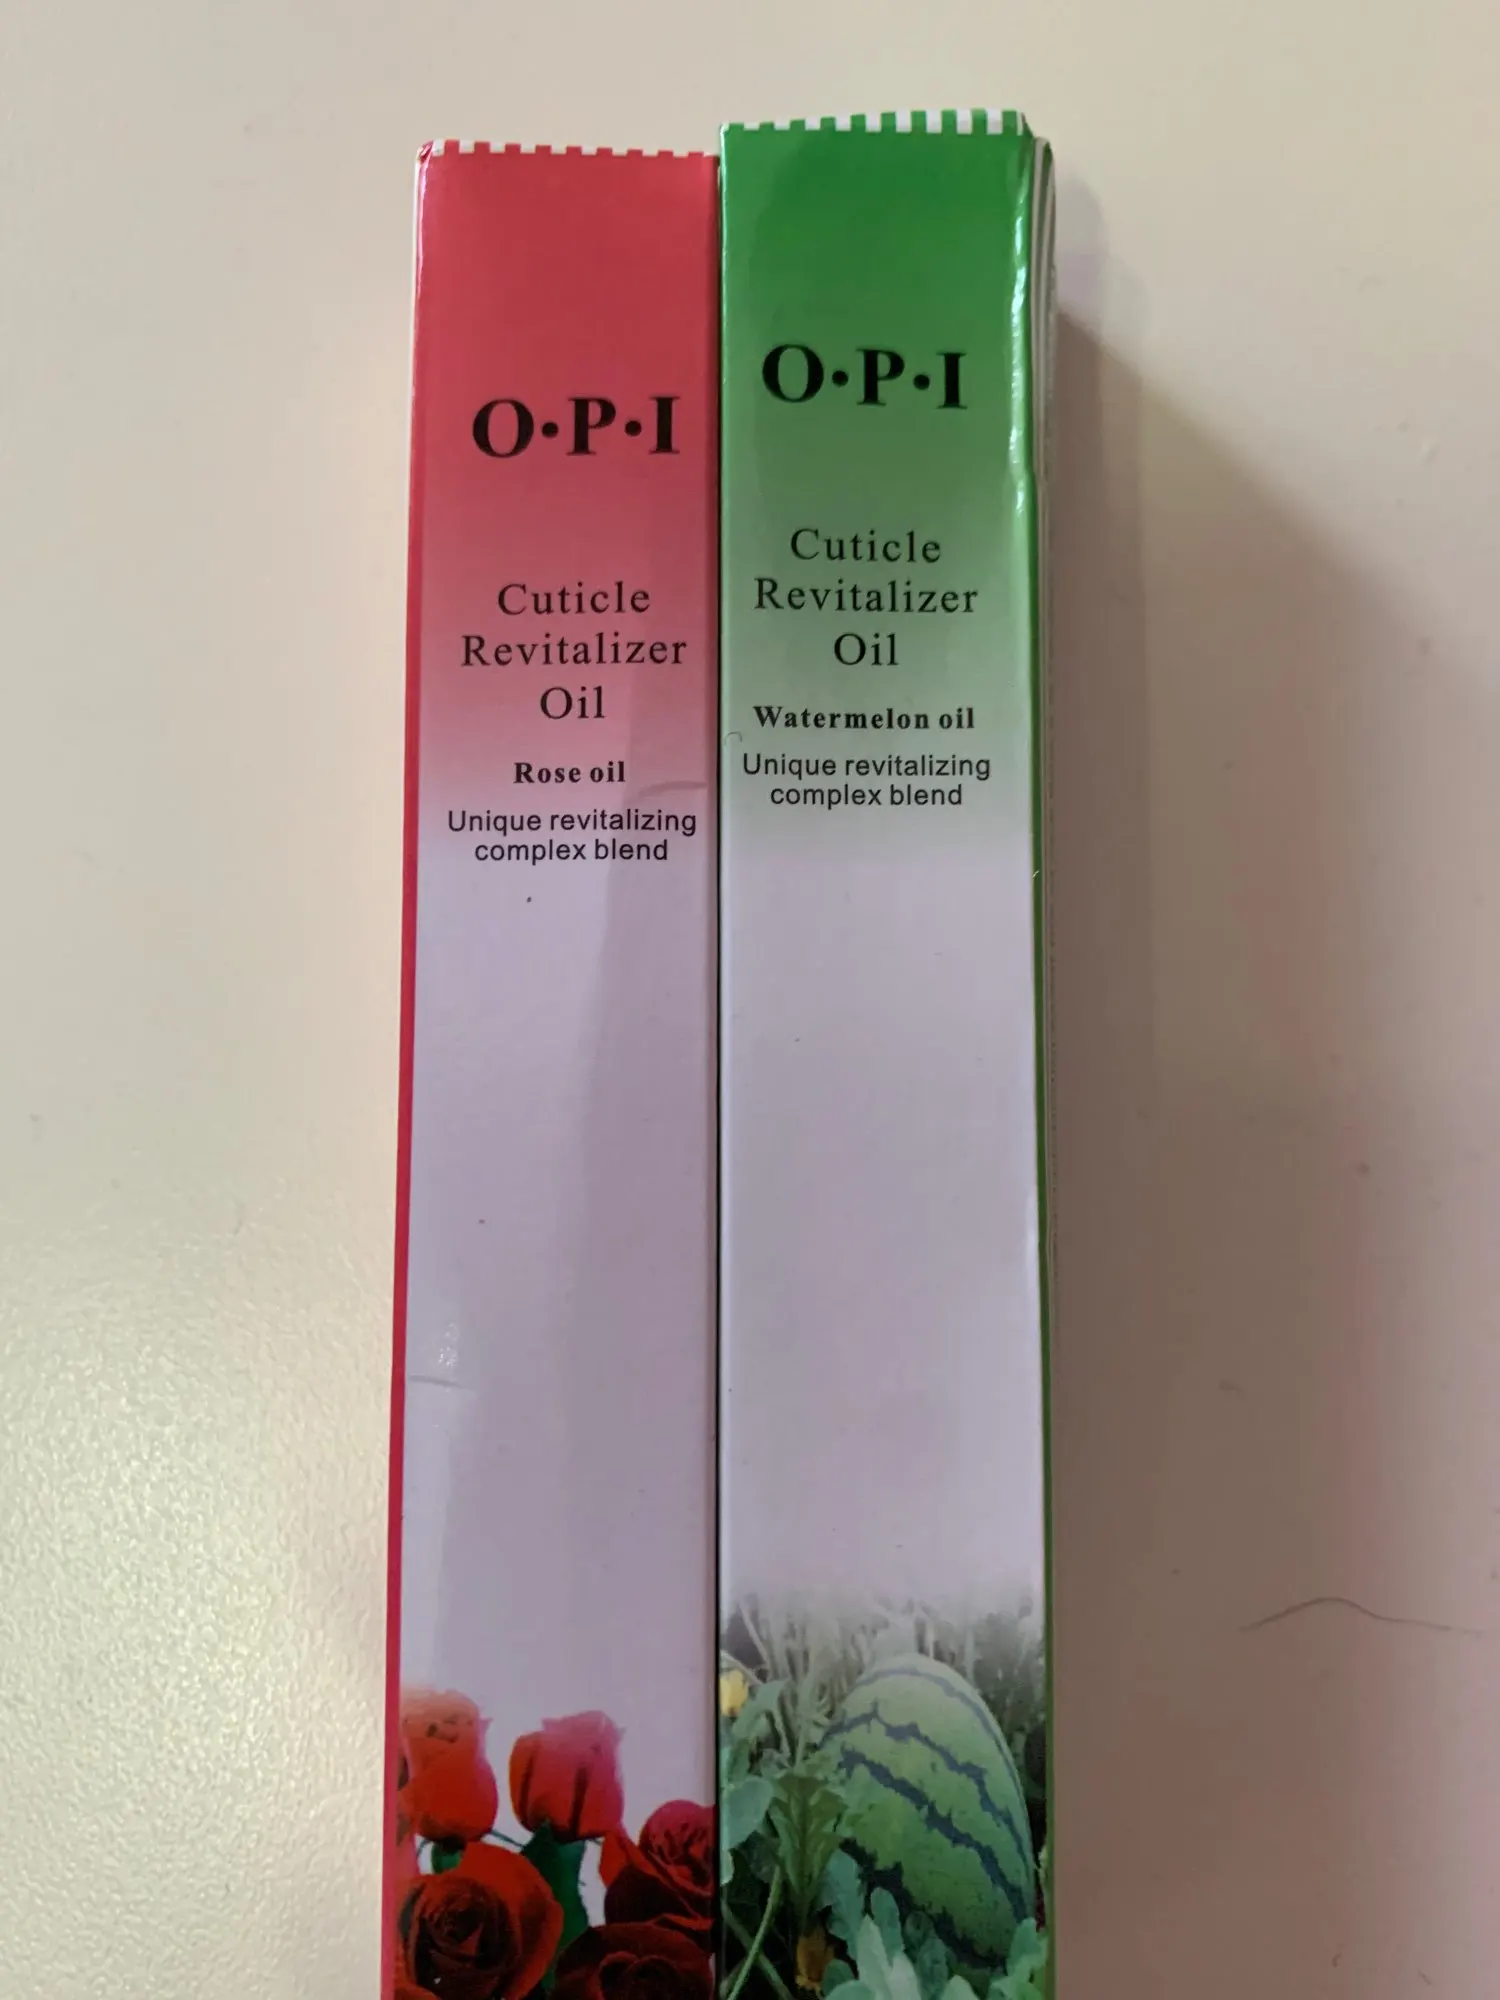 O·P·I
Cuticle
Revitalizer
Oil
Rose oil
Unique revitalizing
complex blend
O·P·I
Cuticle
Revitalizer
Oil
Watermelon oil
Unique revitalizing
complex blend